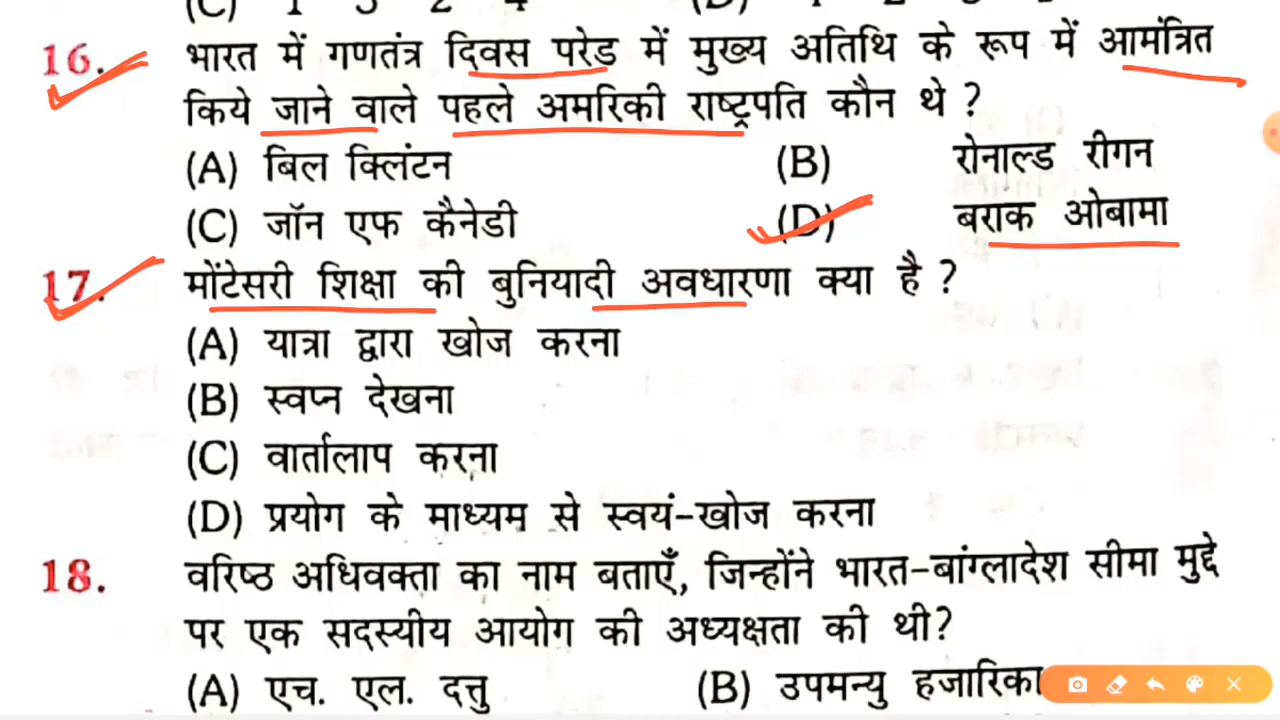 16. भारत में गणतंत्र दिवस परेड में मुख्य अतिथि के रूप में आमंत्रित
किये जाने वाले पहले अमरिकी राष्ट्रपति कौन थे ?
(A) बिल क्लिंटन (B) रोनाल्ड रीगन
(C) जॉन एफ कैनेडी (D) बराक ओबामा
17. मोंटेसरी शिक्षा की बुनियादी अवधारणा क्या है ?
(A) यात्रा द्वारा खोज करना
(B) स्वप्न देखना
(C) वार्तालाप करना
(D) प्रयोग के माध्यम से स्वयं-खोज करना
18. वरिष्ठ अधिवक्ता का नाम बताएँ, जिन्होंने भारत-बांग्लादेश सीमा मुद्दे
पर एक सदस्यीय आयोग की अध्यक्षता की थी?
(A) एच. एल. दत्तु (B) उपमन्यु हजारिका